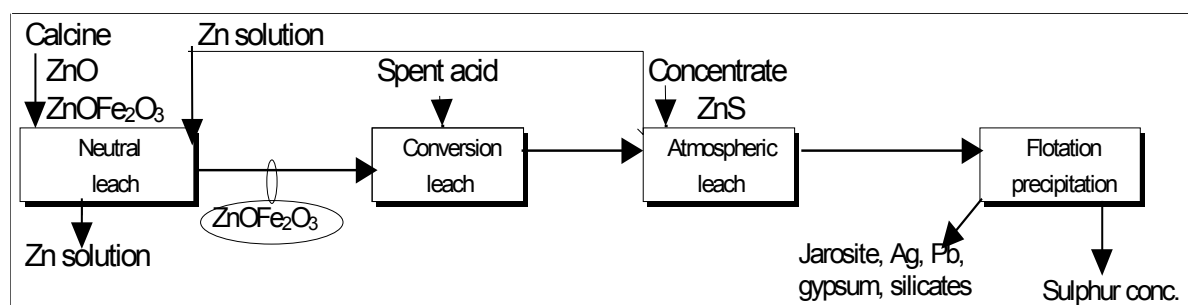 Calcine
ZnO
ZnOFe₂O₃
Zn solution
Spent acid
Concentrate
ZnS
Neutral
leach
Conversion
leach
Atmospheric
leach
Flotation
precipitation
ZnOFe₂O₃
Zn solution
Jarosite, Ag, Pb,
gypsum, silicates
Sulphur conc.